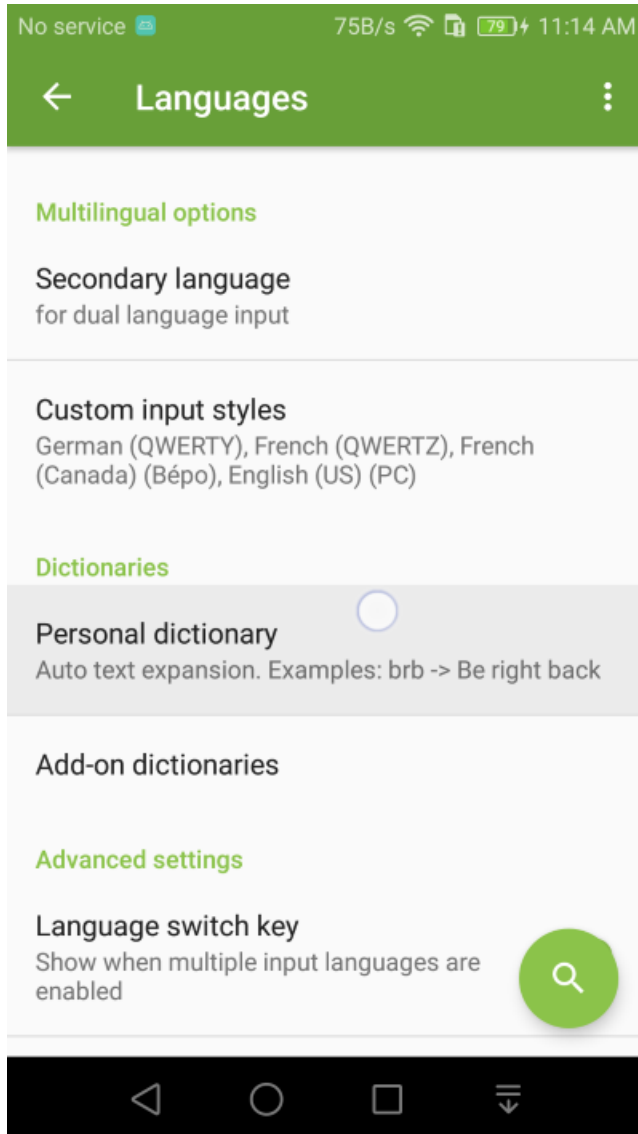 No service 75B/s 79 11:14 AM
Languages
Multilingual options
Secondary language
for dual language input
Custom input styles
German (QWERTY), French (QWERTZ), French
(Canada) (Bépo), English (US) (PC)
Dictionaries
Personal dictionary
Auto text expansion. Examples: brb -> Be right back
Add-on dictionaries
Advanced settings
Language switch key
Show when multiple input languages are
enabled